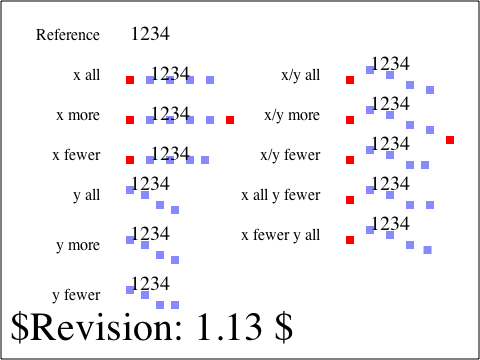 Reference 1234
x all 1234
x more 1234
x fewer 1234
y all 1234
y more 1234
y fewer 1234
x/y all 1234
x/y more 1234
x/y fewer 1234
x all y fewer 1234
x fewer y all 1234
$Revision: 1.13 $